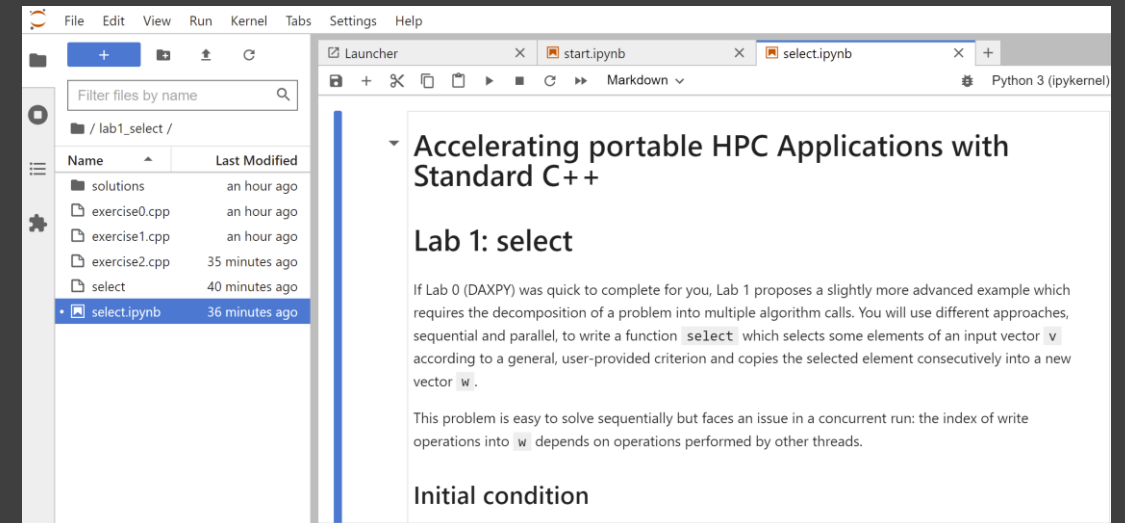 File Edit View Run Kernel Tabs Settings Help
Launcher
start.ipynb
select.ipynb
Markdown
Python 3 (ipykernel)
Filter files by name
/ lab1_select /
Name Last Modified
solutions an hour ago
exercise0.cpp an hour ago
exercise1.cpp an hour ago
exercise2.cpp 35 minutes ago
select 40 minutes ago
select.ipynb 36 minutes ago
Accelerating portable HPC Applications with
Standard C++
Lab 1: select
If Lab 0 (DAXPY) was quick to complete for you, Lab 1 proposes a slightly more advanced example which
requires the decomposition of a problem into multiple algorithm calls. You will use different approaches,
sequential and parallel, to write a function select which selects some elements of an input vector v
according to a general, user-provided criterion and copies the selected element consecutively into a new
vector w.
This problem is easy to solve sequentially but faces an issue in a concurrent run: the index of write
operations into w depends on operations performed by other threads.
Initial condition